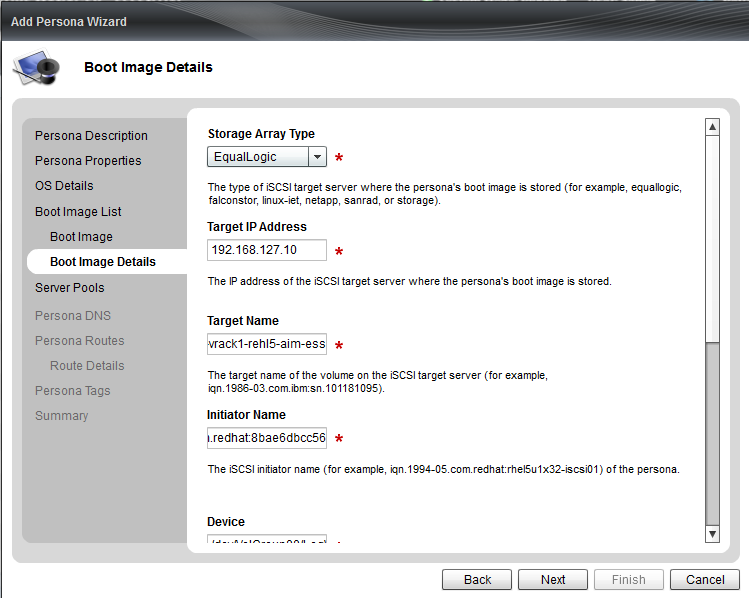 Add Persona Wizard
Boot Image Details
Persona Description
Persona Properties
OS Details
Boot Image List
Boot Image
Boot Image Details
Server Pools
Persona DNS
Persona Routes
Route Details
Persona Tags
Summary
Storage Array Type
EqualLogic *
The type of iSCSI target server where the persona's boot image is stored (for example, equallogic,
falconstor, linux-iet, netapp, sanrad, or storage).
Target IP Address
192.168.127.10 *
The IP address of the iSCSI target server where the persona's boot image is stored.
Target Name
vrack1-rehl5-aim-ess *
The target name of the volume on the iSCSI target server (for example,
iqn.1986-03.com.ibm:sn.101181095).
Initiator Name
.redhat:8bae6dbcc56 *
The iSCSI initiator name (for example, iqn.1994-05.com.redhat:rhel5u1x32-iscsi01) of the persona.
Device
Back Next Finish Cancel